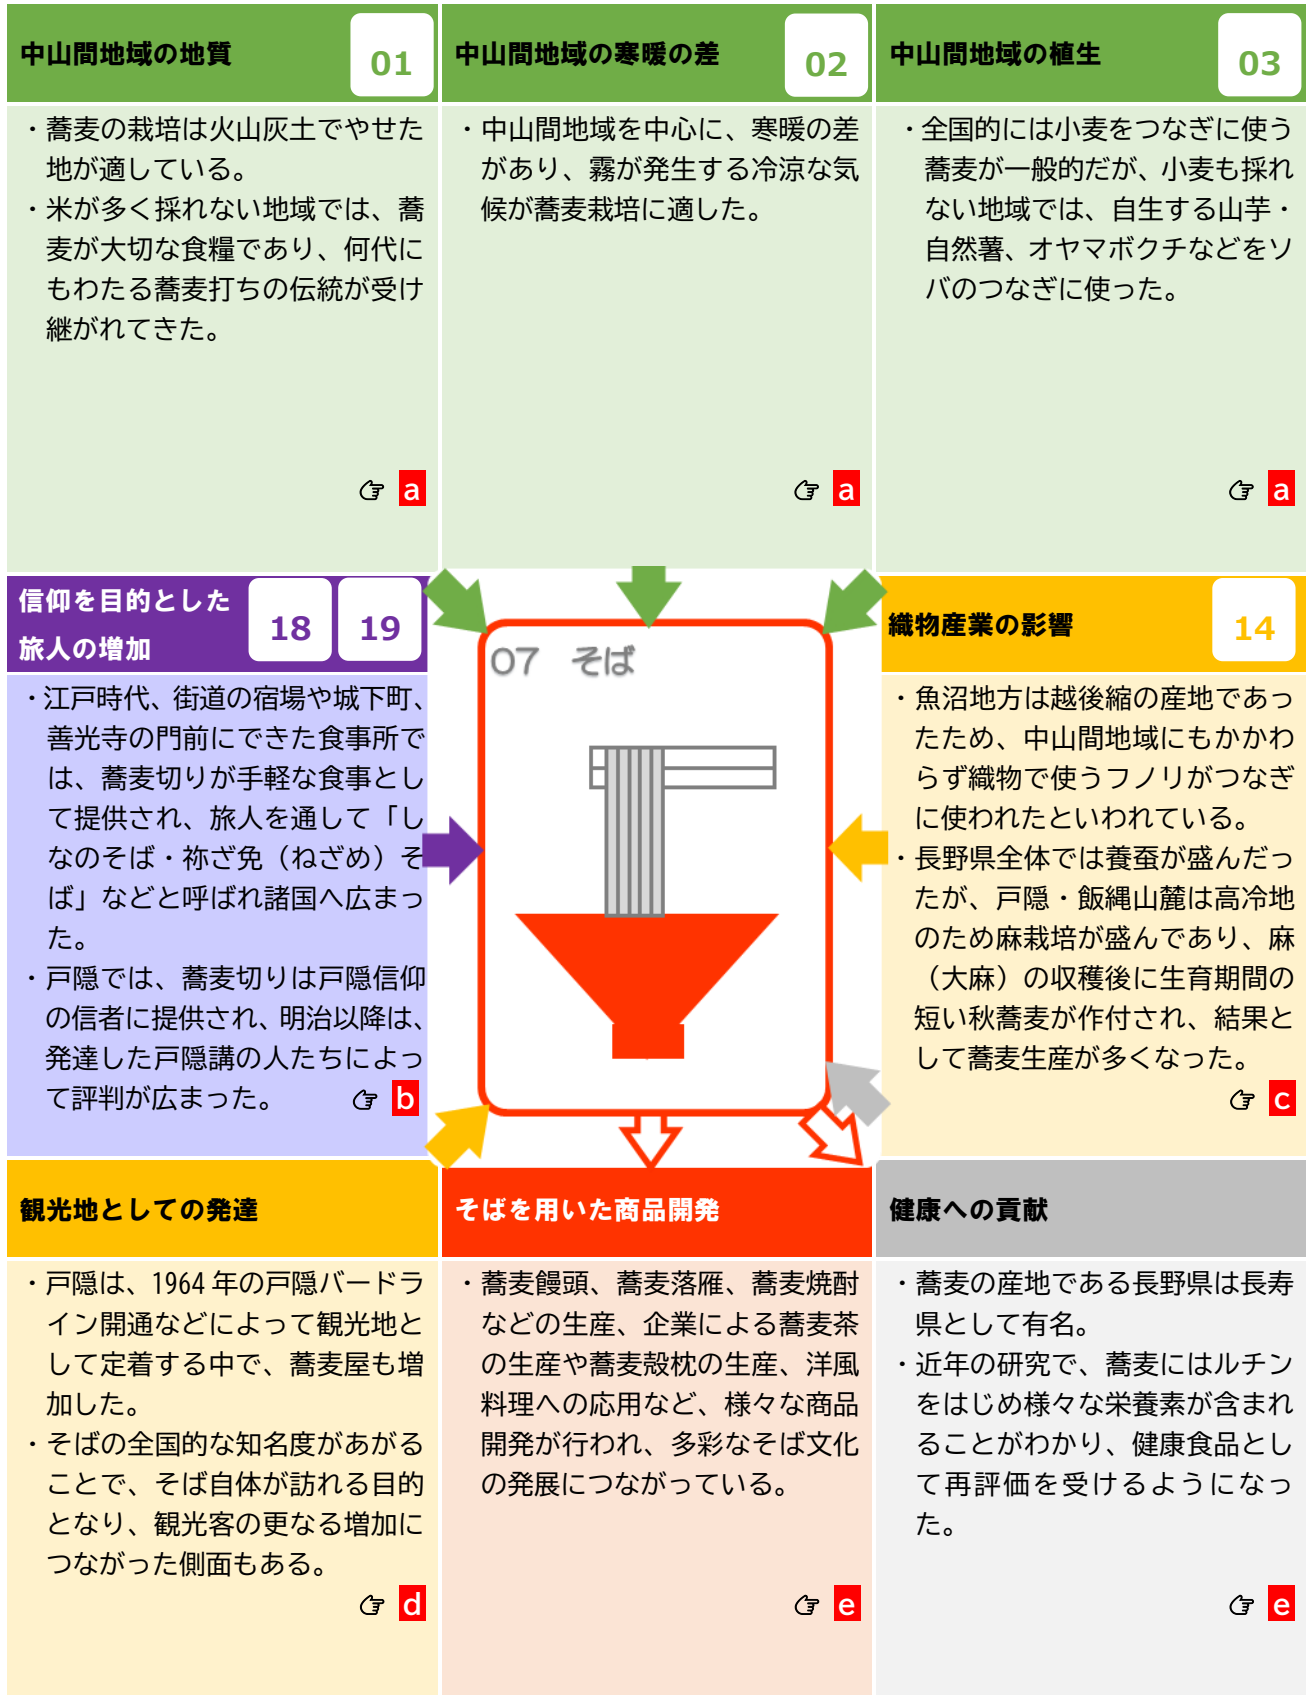 中山間地域の地質
01
・蕎麦の栽培は火山灰土でやせた
地が適している。
・米が多く採れない地域では、蕎
麦が大切な食糧であり、何代に
もわたる蕎麦打ちの伝統が受け
継がれてきた。
☞ a
中山間地域の寒暖の差
02
・中山間地域を中心に、寒暖の差
があり、霧が発生する冷涼な気
候が蕎麦栽培に適した。
☞ a
中山間地域の植生
03
・全国的には小麦をつなぎに使う
蕎麦が一般的だが、小麦も採れ
ない地域では、自生する山芋・
自然薯、オヤマボクチなどをソ
バのつなぎに使った。
☞ a
信仰を目的とした
旅人の増加
18 19
・江戸時代、街道の宿場や城下町、
善光寺の門前にできた食事所で
は、蕎麦切りが手軽な食事とし
て提供され、旅人を通して「し
なのそば・祢ざ免（ねざめ）そ
ば」などと呼ばれ諸国へ広まっ
た。
・戸隠では、蕎麦切りは戸隠信仰
の信者に提供され、明治以降は、
発達した戸隠講の人たちによっ
て評判が広まった。 ☞ b
07 そば
織物産業の影響
14
・魚沼地方は越後縮の産地であっ
たため、中山間地域にもかかわ
らず織物で使うフノリがつなぎ
に使われたといわれている。
・長野県全体では養蚕が盛んだっ
たが、戸隠・飯縄山麓は高冷地
のため麻栽培が盛んであり、麻
（大麻）の収穫後に生育期間の
短い秋蕎麦が作付され、結果と
して蕎麦生産が多くなった。
☞ c
観光地としての発達
・戸隠は、1964 年の戸隠バードラ
イン開通などによって観光地と
して定着する中で、蕎麦屋も増
加した。
・そばの全国的な知名度があがる
ことで、そば自体が訪れる目的
となり、観光客の更なる増加に
つながった側面もある。
☞ d
そばを用いた商品開発
・蕎麦饅頭、蕎麦落雁、蕎麦焼酎
などの生産、企業による蕎麦茶
の生産や蕎麦殻枕の生産、洋風
料理への応用など、様々な商品
開発が行われ、多彩なそば文化
の発展につながっている。
☞ e
健康への貢献
・蕎麦の産地である長野県は長寿
県として有名。
・近年の研究で、蕎麦にはルチン
をはじめ様々な栄養素が含まれ
ることがわかり、健康食品とし
て再評価を受けるようになっ
た。
☞ e